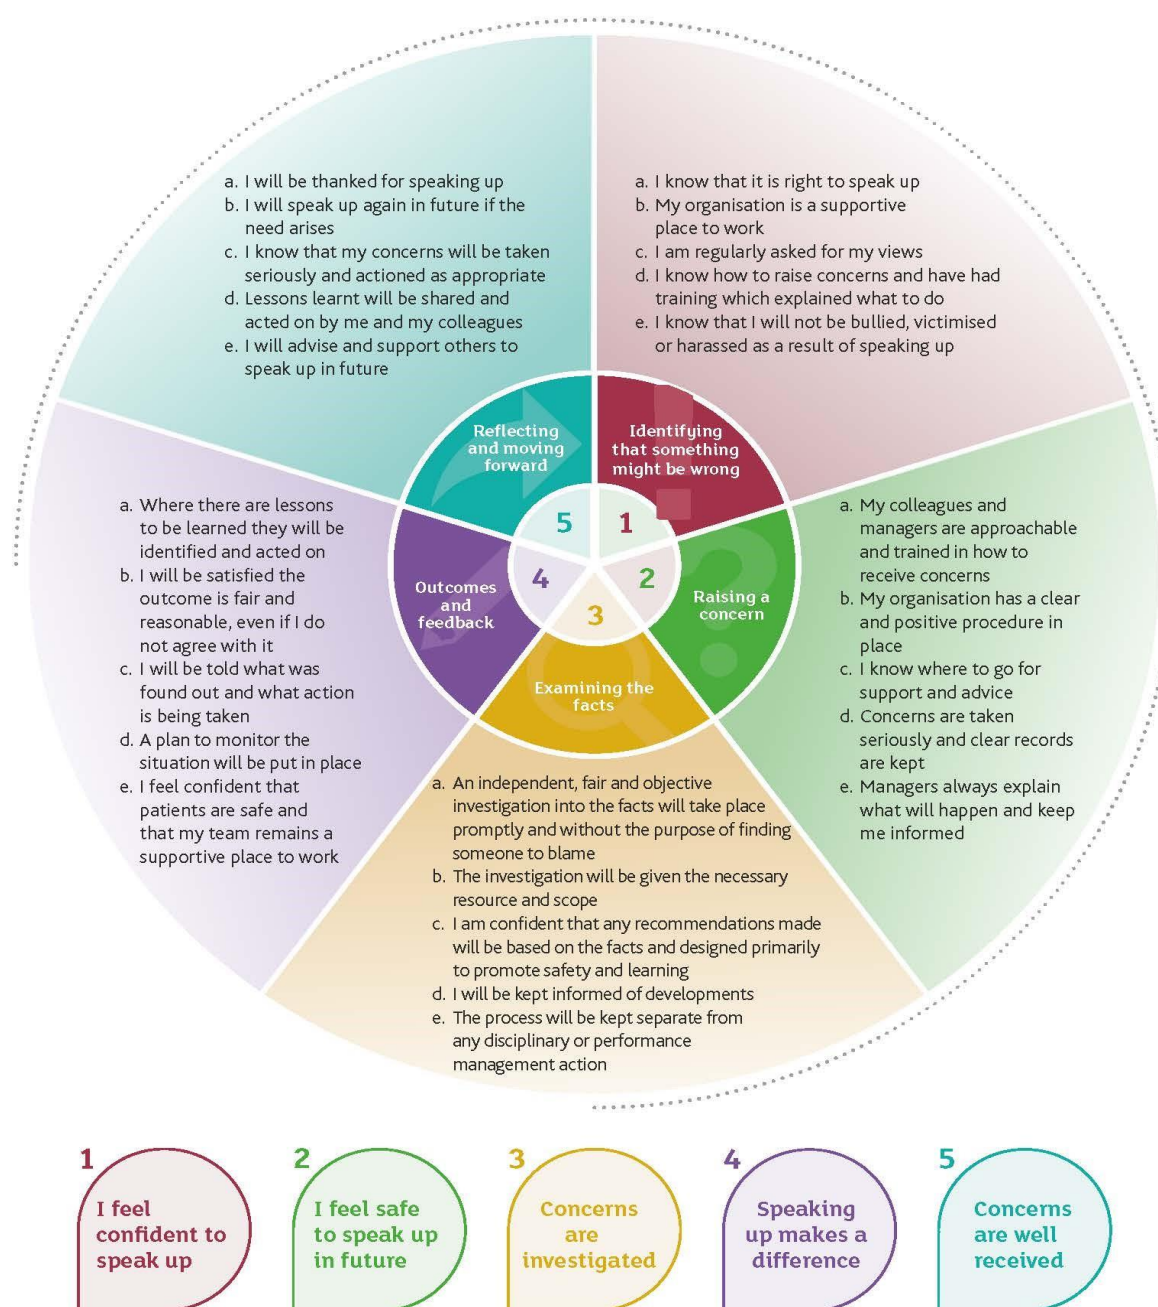 a. I will be thanked for speaking up
b. I will speak up again in future if the
need arises
c. I know that my concerns will be taken
seriously and actioned as appropriate
d. Lessons learnt will be shared and
acted on by me and my colleagues
e. I will advise and support others to
speak up in future
a. I know that it is right to speak up
b. My organisation is a supportive
place to work
c. I am regularly asked for my views
d. I know how to raise concerns and have had
training which explained what to do
e. I know that I will not be bullied, victimised
or harassed as a result of speaking up
Reflecting
and moving
forward
Identifying
that something
might be wrong
5
1
4
2
3
Outcomes
and
feedback
Raising a
concern
Examining the
facts
a. Where there are lessons
to be learned they will be
identified and acted on
b. I will be satisfied the
outcome is fair and
reasonable, even if I do
not agree with it
c. I will be told what was
found out and what action
is being taken
d. A plan to monitor the
situation will be put in place
e. I feel confident that
patients are safe and
that my team remains a
supportive place to work
a. My colleagues and
managers are approachable
and trained in how to
receive concerns
b. My organisation has a clear
and positive procedure in
place
c. I know where to go for
support and advice
d. Concerns are taken
seriously and clear records
are kept
e. Managers always explain
what will happen and keep
me informed
a. An independent, fair and objective
investigation into the facts will take place
promptly and without the purpose of finding
someone to blame
b. The investigation will be given the necessary
resource and scope
c. I am confident that any recommendations made
will be based on the facts and designed primarily
to promote safety and learning
d. I will be kept informed of developments
e. The process will be kept separate from
any disciplinary or performance
management action
1
I feel
confident to
speak up
2
I feel safe
to speak up
in future
3
Concerns
are
investigated
4
Speaking
up makes a
difference
5
Concerns
are well
received